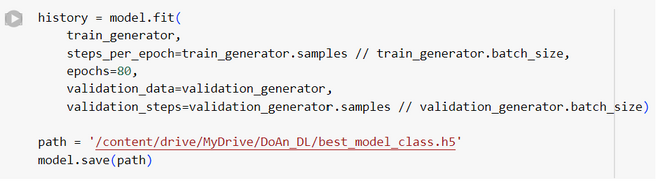 history = model.fit(
    train_generator,
    steps_per_epoch=train_generator.samples // train_generator.batch_size,
    epochs=80,
    validation_data=validation_generator,
    validation_steps=validation_generator.samples // validation_generator.batch_size)
path = '/content/drive/MyDrive/DoAn_DL/best_model_class.h5'
model.save(path)